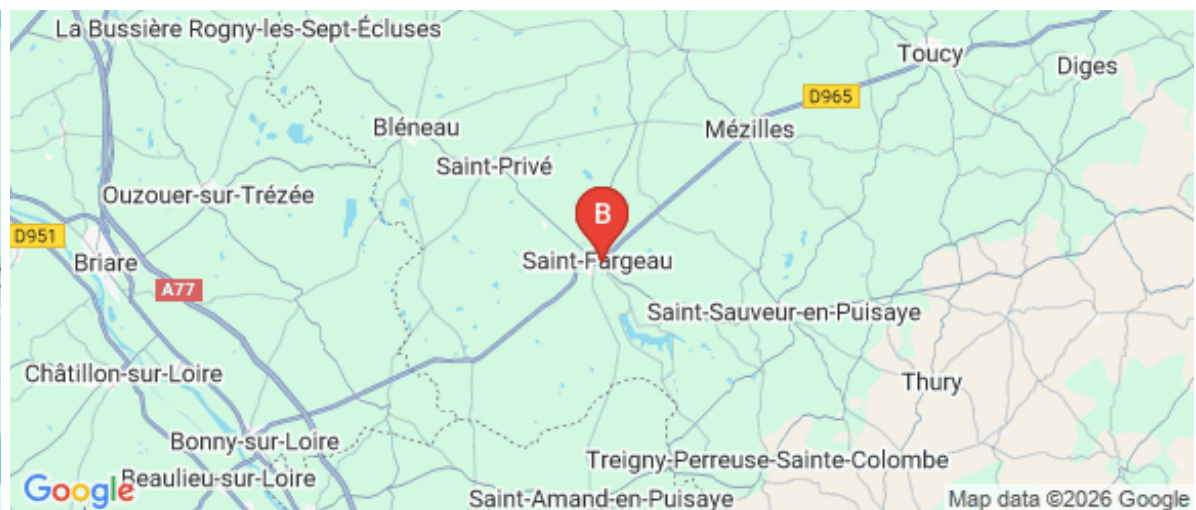 La Bussière Rogny-les-Sept-Écluses
Toucy
Diges
D965
Bléneau
Mézilles
Saint-Privé
Ouzouer-sur-Trézée
B
D951
Briare
Saint-Fargeau
A77
Saint-Sauveur-en-Puisaye
Châtillon-sur-Loire
Thury
Bonny-sur-Loire
Treigny-Perreuse-Sainte-Colombe
Beaulieu-sur-Loire
Google
Saint-Amand-en-Puisaye
Map data ©2026 Google